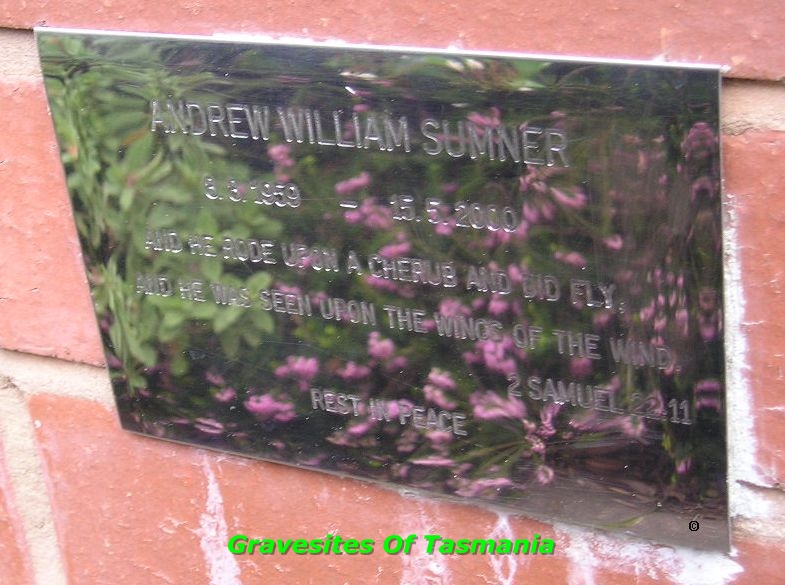 ANDREW WILLIAM SUMNER
3.3.1959 – 15.5.2000
AND HE RODE UPON A CHERUB AND DID FLY,
AND HE WAS SEEN UPON THE WINGS OF THE WIND.
2 SAMUEL 22-11
REST IN PEACE
©
Gravesites Of Tasmania